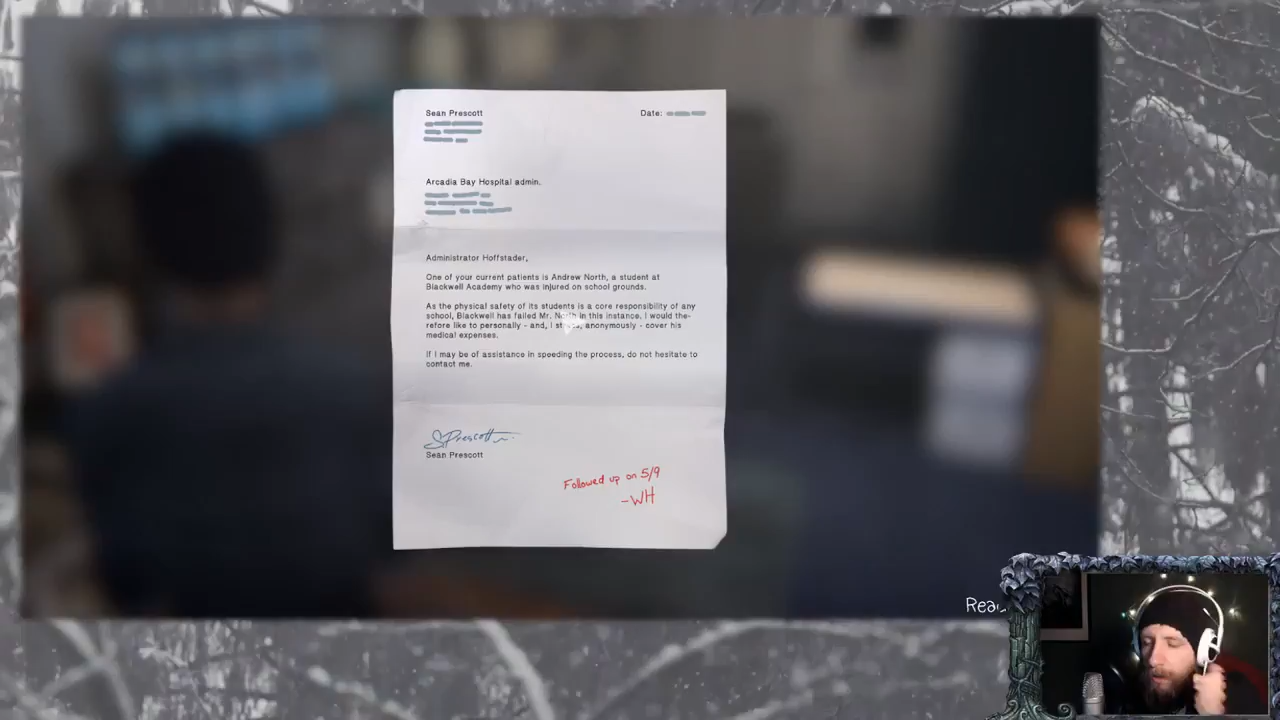 Sean Prescott
Date:
Arcadia Bay Hospital admin.
Administrator Hoffstader,
One of your current patients is Andrew North, a student at
Blackwell Academy who was injured on school grounds.
As the physical safety of its students is a core responsibility of any
school, Blackwell has failed Mr. North in this instance. I would the-
refore like to personally - and, I stress, anonymously - cover his
medical expenses.
If I may be of assistance in speeding the process, do not hesitate to
contact me.
S Prescott
Sean Prescott
Followed up on 5/9
-WH